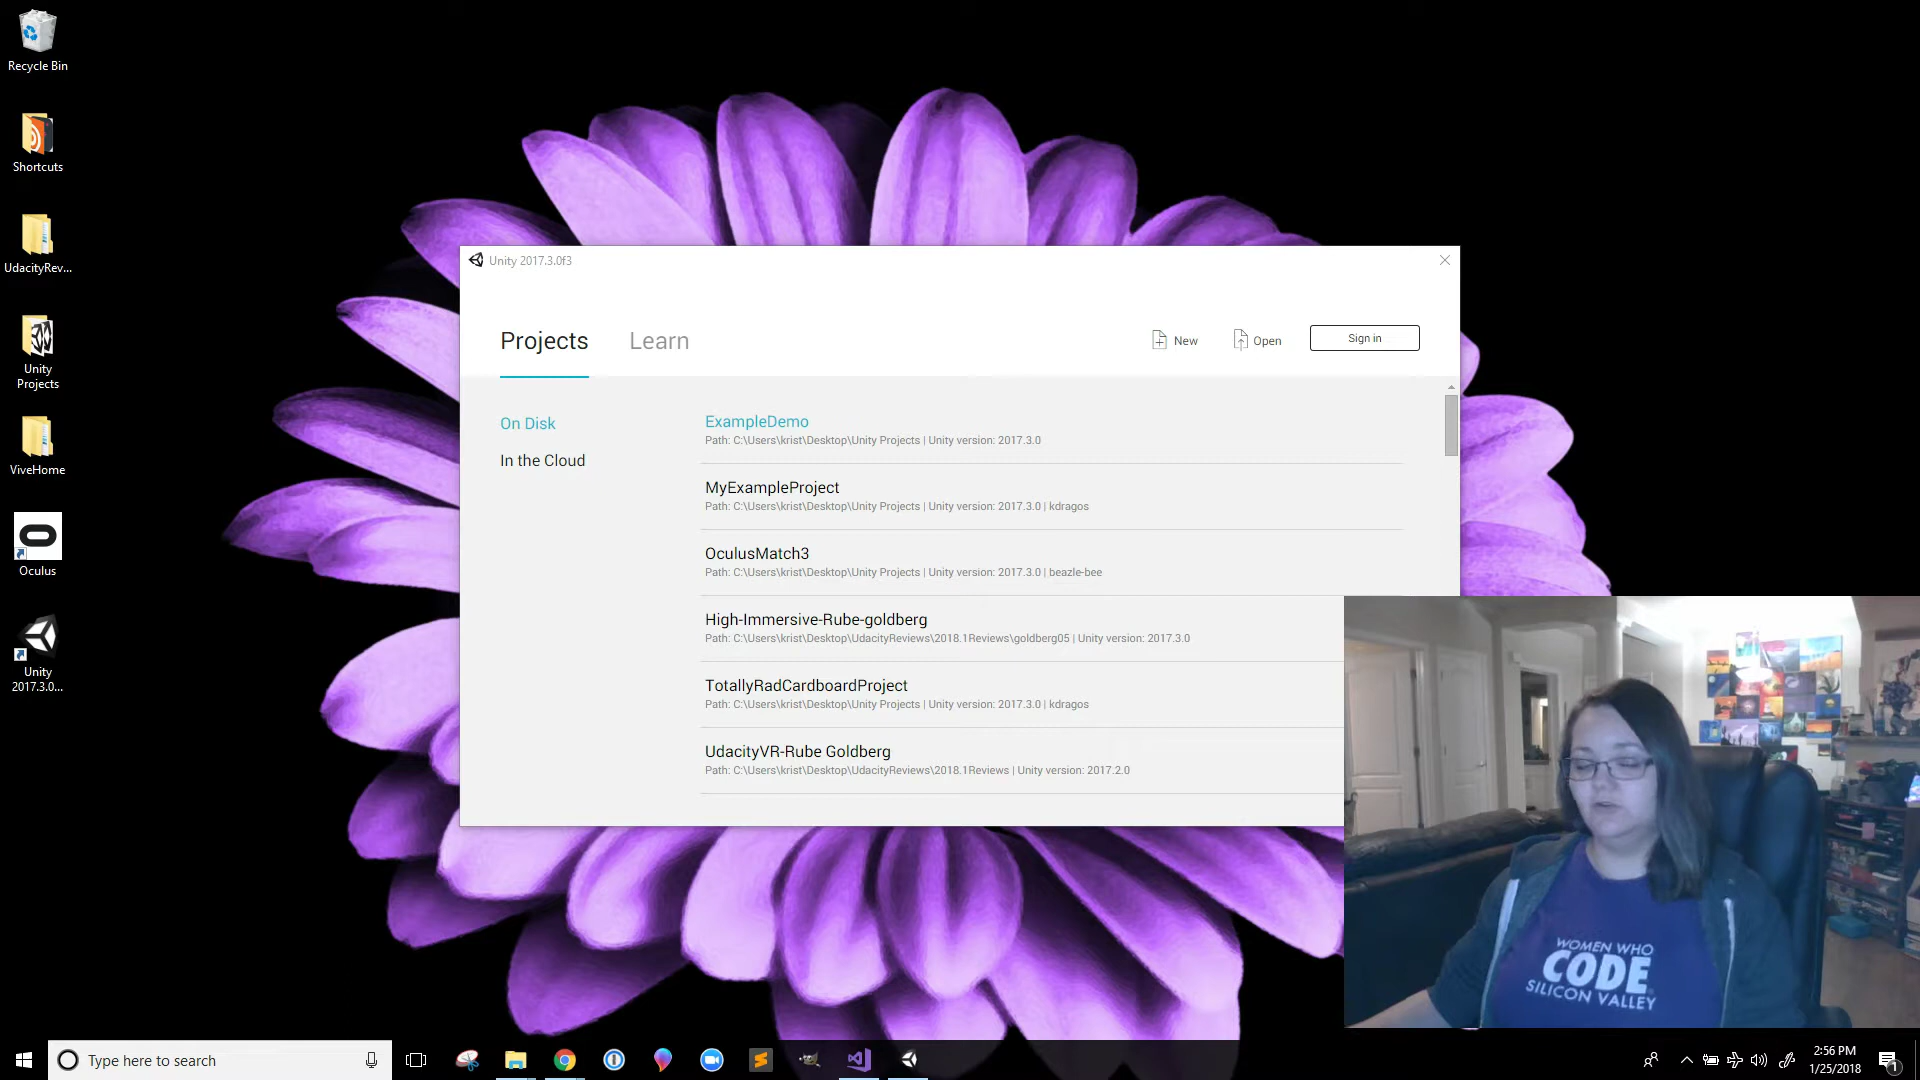 Recycle Bin
Shortcuts
UdacityRev...
Unity
Projects
ViveHome
Oculus
Unity
2017.3.0...
Unity 2017.3.0f3
Projects
Learn
New
Open
Sign in
On Disk
In the Cloud
ExampleDemo
Path: C:\Users\krist\Desktop\Unity Projects | Unity version: 2017.3.0
MyExampleProject
Path: C:\Users\krist\Desktop\Unity Projects | Unity version: 2017.3.0 | kdragos
OculusMatch3
Path: C:\Users\krist\Desktop\Unity Projects | Unity version: 2017.3.0 | beazle-bee
High-Immersive-Rube-goldberg
Path: C:\Users\krist\Desktop\UdacityReviews\2018.1Reviews\goldberg05 | Unity version: 2017.3.0
TotallyRadCardboardProject
Path: C:\Users\krist\Desktop\Unity Projects | Unity version: 2017.3.0 | kdragos
UdacityVR-Rube Goldberg
Path: C:\Users\krist\Desktop\UdacityReviews\2018.1Reviews | Unity version: 2017.2.0
WOMEN WHO
CODE
SILICON VALLEY
Type here to search
2:56 PM
1/25/2018
1